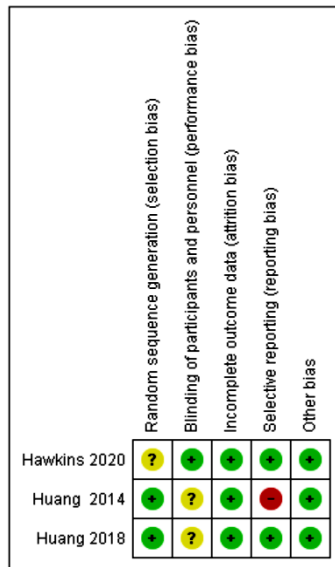 Random sequence generation (selection bias)
Blinding of participants and personnel (performance bias)
Incomplete outcome data (attrition bias)
Selective reporting (reporting bias)
Other bias
Hawkins 2020 ? + + + +
Huang 2014 + ? + - +
Huang 2018 + ? + + +